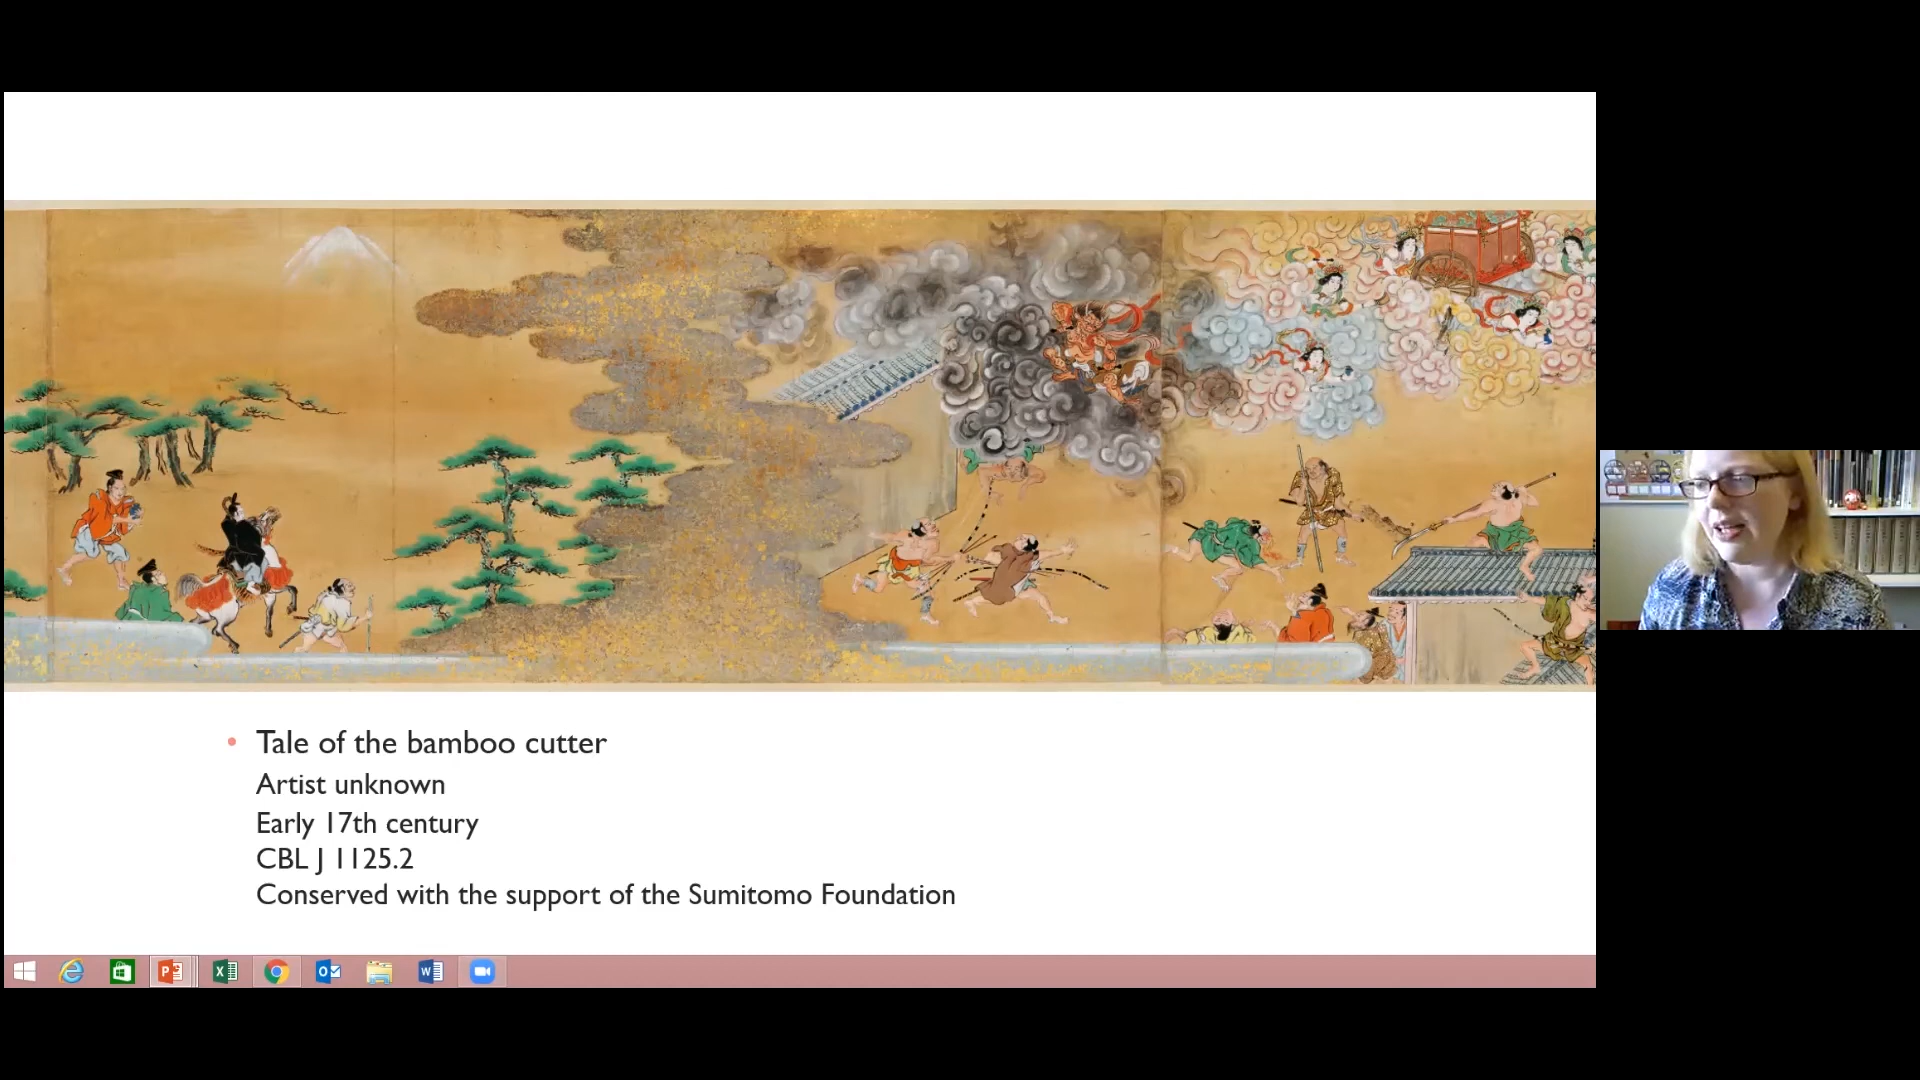 Tale of the bamboo cutter
Artist unknown
Early 17th century
CBL J 1125.2
Conserved with the support of the Sumitomo Foundation